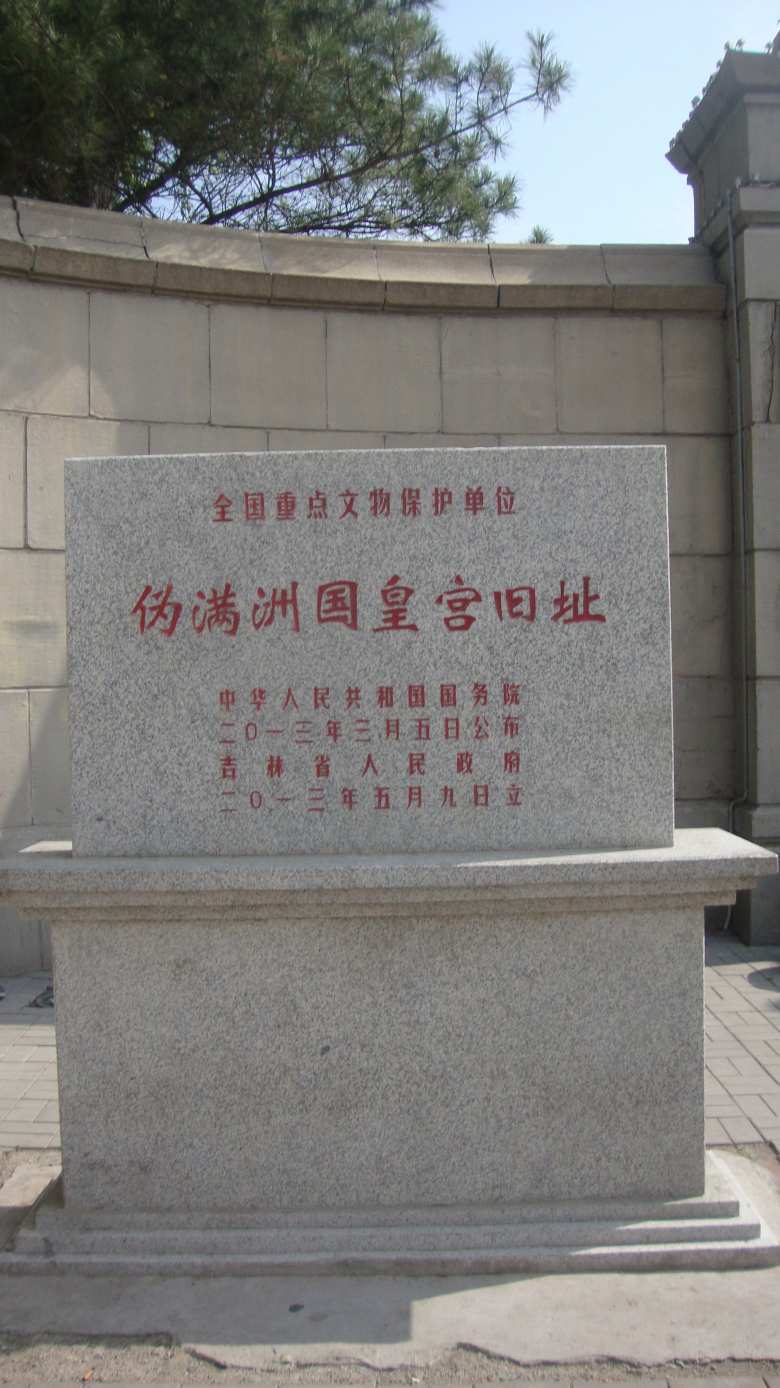 全国重点文物保护单位
伪满洲国皇宫旧址
中华人民共和国国务院
二〇一三年三月五日公布
吉林省人民政府
二〇一三年五月九日立